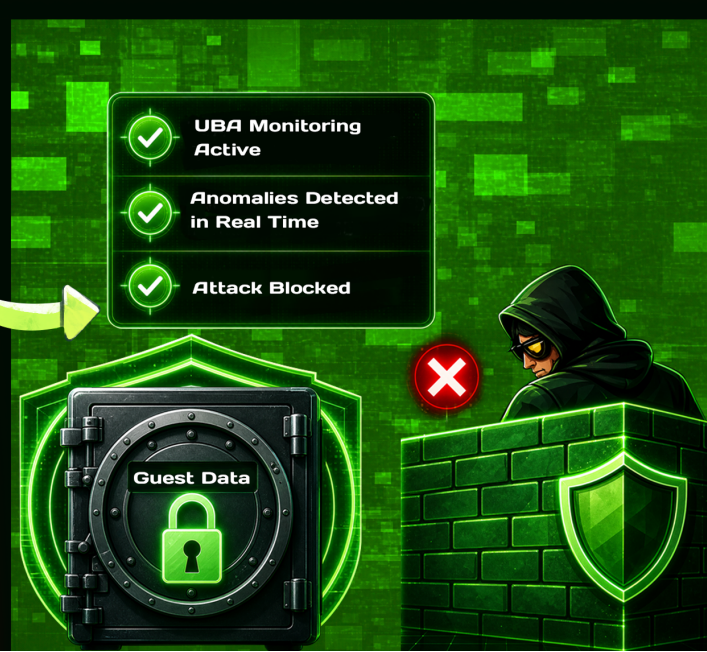 UBA Monitoring
Active
Anomalies Detected
in Real Time
Attack Blocked
Guest Data